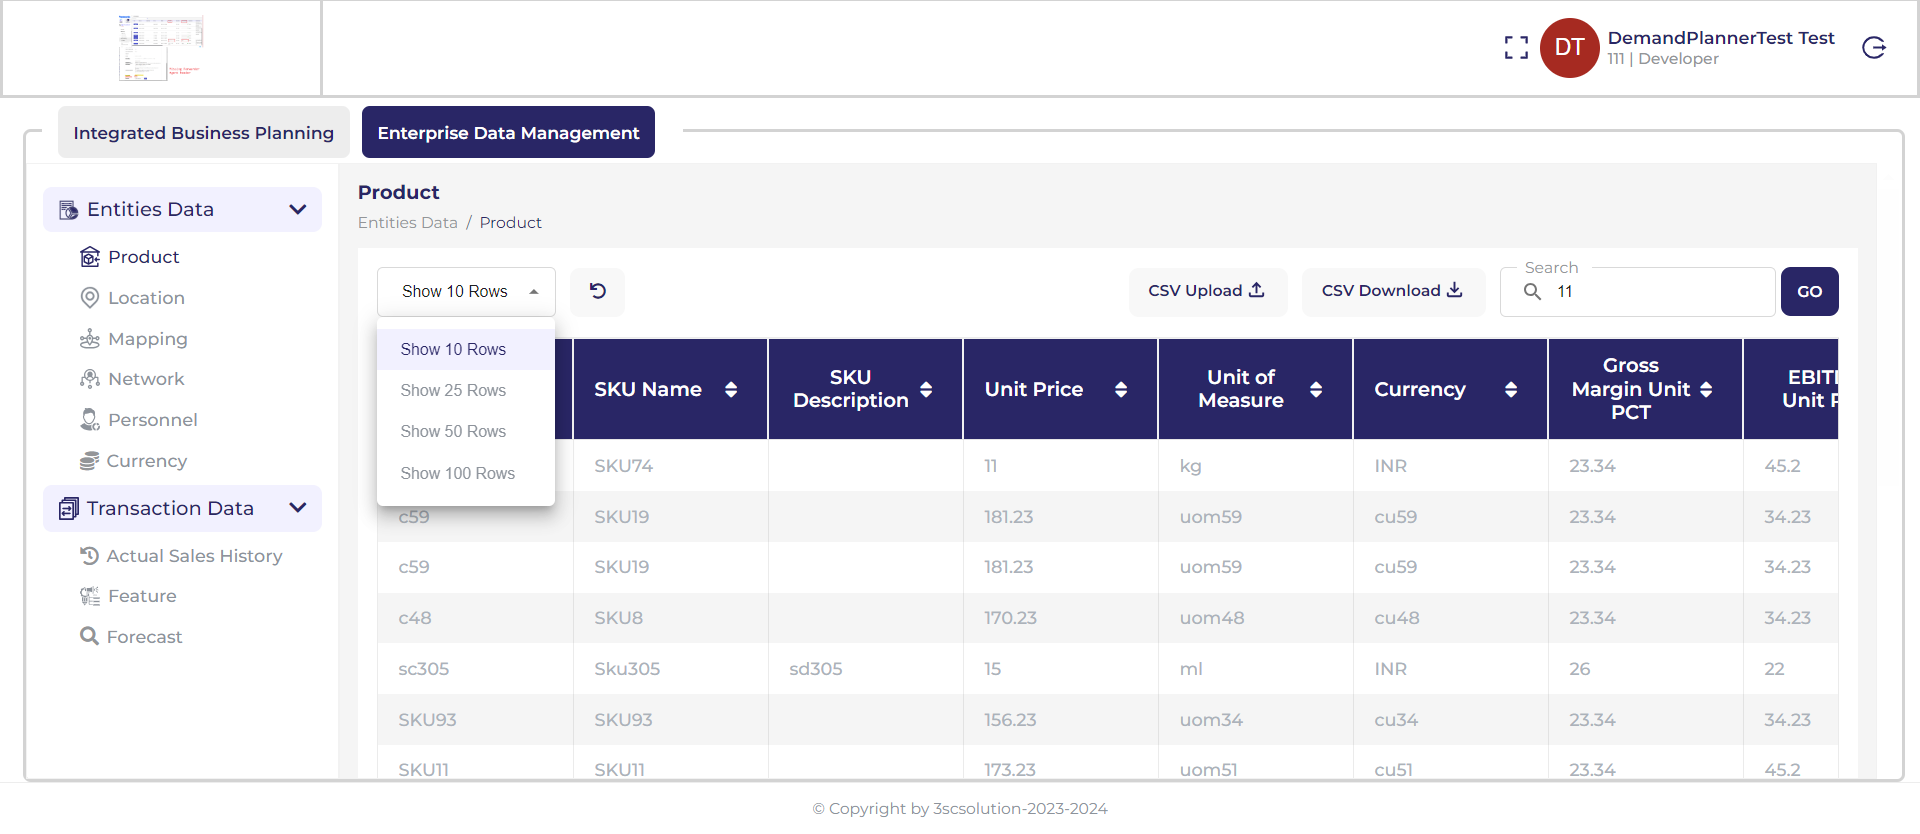 DT
DemandPlannerTest Test
111 | Developer
Integrated Business Planning
Enterprise Data Management
Entities Data
Product
Location
Mapping
Network
Personnel
Currency
Transaction Data
Actual Sales History
Feature
Forecast
Product
Entities Data / Product
Show 10 Rows
CSV Upload
CSV Download
Search
11
GO
Show 10 Rows
Show 25 Rows
Show 50 Rows
Show 100 Rows
SKU Name
SKU Description
Unit Price
Unit of Measure
Currency
Gross Margin Unit PCT
Unit
SKU74 11 kg INR 23.34 45.2
c59 SKU19 181.23 uom59 cu59 23.34 34.23
c59 SKU19 181.23 uom59 cu59 23.34 34.23
c48 SKU8 170.23 uom48 cu48 23.34 34.23
sc305 Sku305 sd305 15 ml INR 26 22
SKU93 SKU93 156.23 uom34 cu34 23.34 34.23
SKU11 SKU11 173.23 uom51 cu51 23.34 45.2
© Copyright by 3scsolution-2023-2024